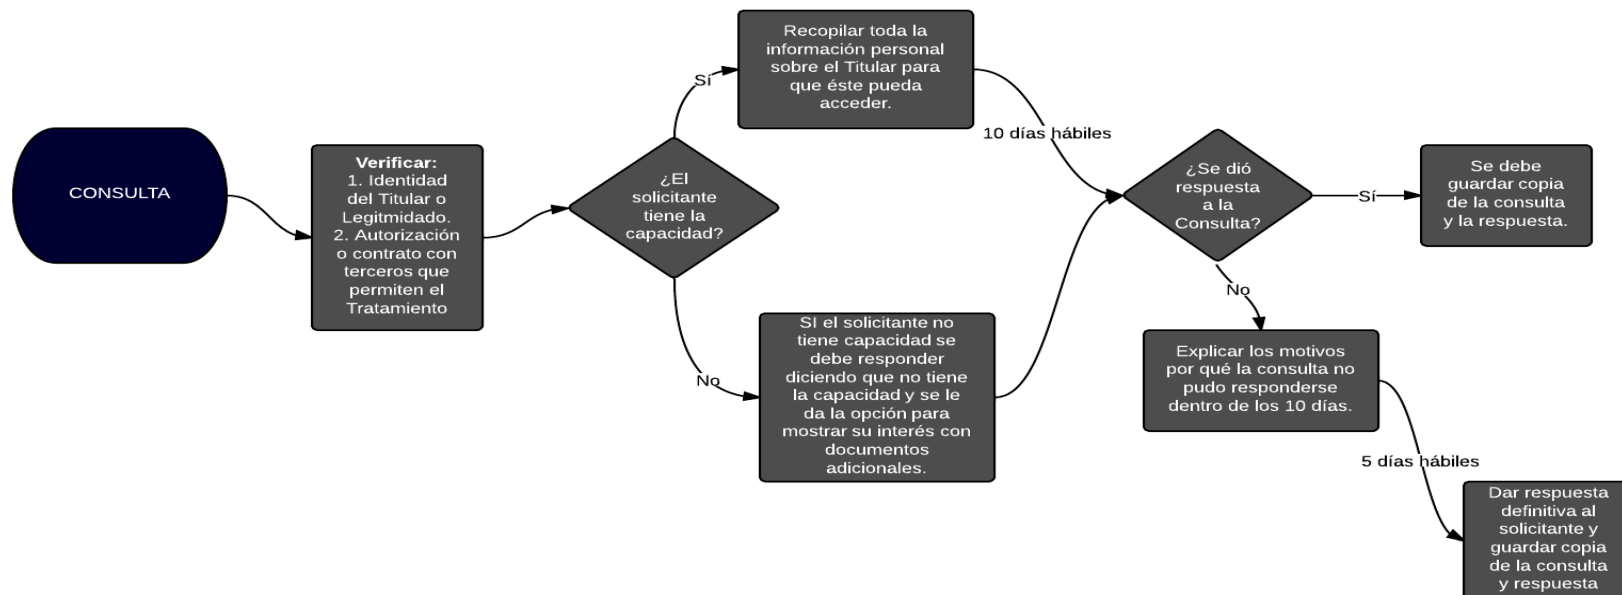 CONSULTA
Verificar:
1. Identidad
del Titular o
Legitmidado.
2. Autorización
o contrato con
terceros que
permiten el
Tratamiento
¿El
solicitante
tiene la
capacidad?
Sí
Recopilar toda la
información personal
sobre el Titular para
que éste pueda
acceder.
10 días hábiles
No
SI el solicitante no
tiene capacidad se
debe responder
diciendo que no tiene
la capacidad y se le
da la opción para
mostrar su interés con
documentos
adicionales.
¿Se dió
respuesta
a la
Consulta?
Sí
Se debe
guardar copia
de la consulta
y la respuesta.
No
Explicar los motivos
por qué la consulta no
pudo responderse
dentro de los 10 días.
5 días hábiles
Dar respuesta
definitiva al
solicitante y
guardar copia
de la consulta
y respuesta